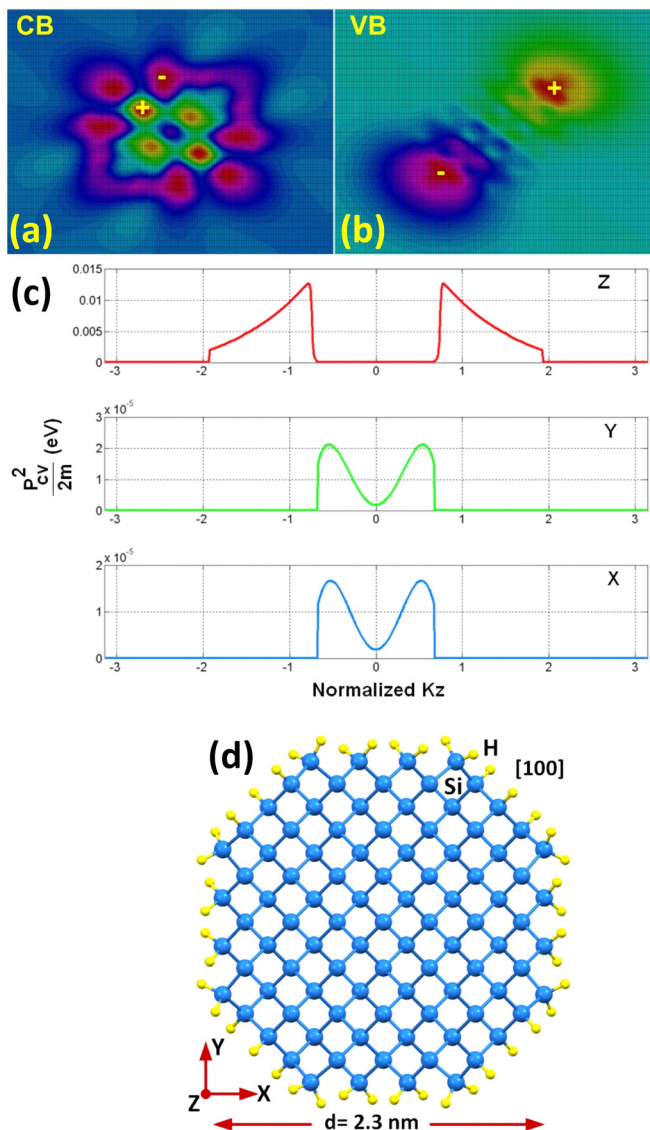 CB
VB
-
+
+
-
(a)
(b)
(c)
Z
0.015
0.01
0.005
0
-3 -2 -1 0 1 2 3
x 10⁻⁵
Y
3
2
1
0
-3 -2 -1 0 1 2 3
P²cv/2m (eV)
x 10⁻⁵
X
2
1
0
-3 -2 -1 0 1 2 3
Normalized Kz
(d)
H
[100]
Si
Y
Z
X
d= 2.3 nm